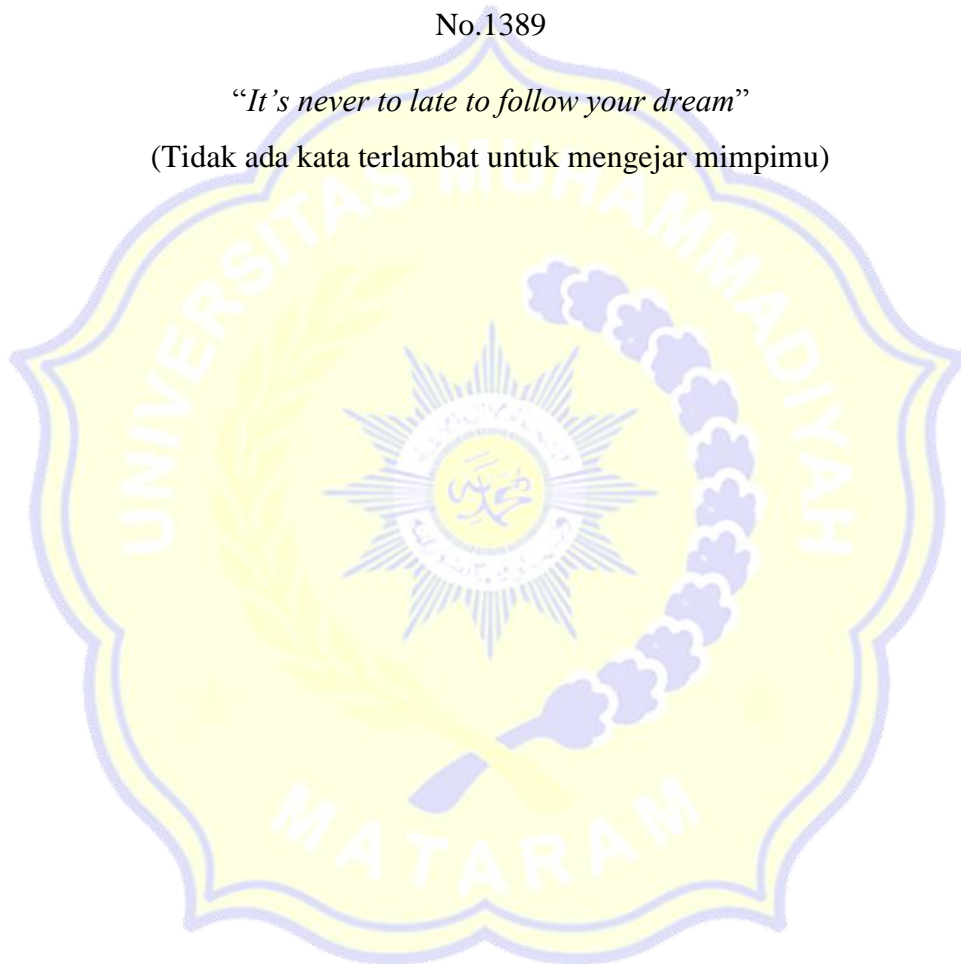 No.1389
“It’s never to late to follow your dream”
(Tidak ada kata terlambat untuk mengejar mimpimu)
UNIVERSITAS MUHAMMADIYAH
MATARAM